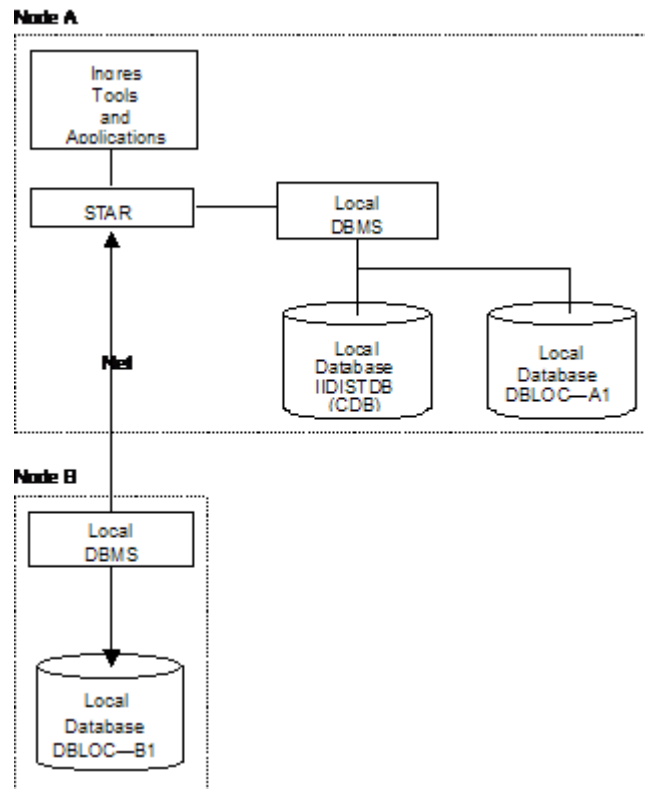 Node A
Ingres
Tools
and
Applications
STAR
Local
DBMS
Net
Local
Database
IIDISTDB
(CDB)
Local
Database
DBLOC—A1
Node B
Local
DBMS
Local
Database
DBLOC—B1